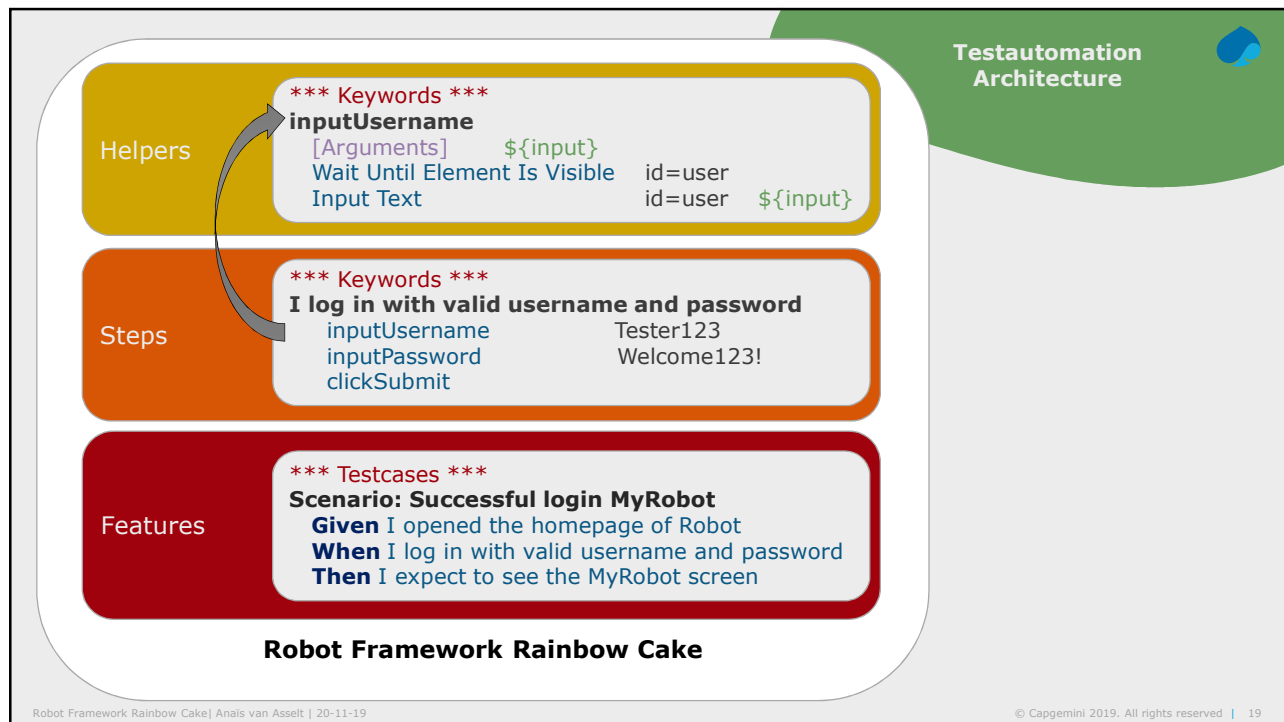 Testautomation
Architecture
Helpers
*** Keywords ***
inputUsername
[Arguments] ${input}
Wait Until Element Is Visible id=user
Input Text id=user ${input}
Steps
*** Keywords ***
I log in with valid username and password
inputUsername Tester123
inputPassword Welcome123!
clickSubmit
Features
*** Testcases ***
Scenario: Successful login MyRobot
Given I opened the homepage of Robot
When I log in with valid username and password
Then I expect to see the MyRobot screen
Robot Framework Rainbow Cake
Robot Framework Rainbow Cake| Anaïs van Asselt | 20-11-19
© Capgemini 2019. All rights reserved | 19